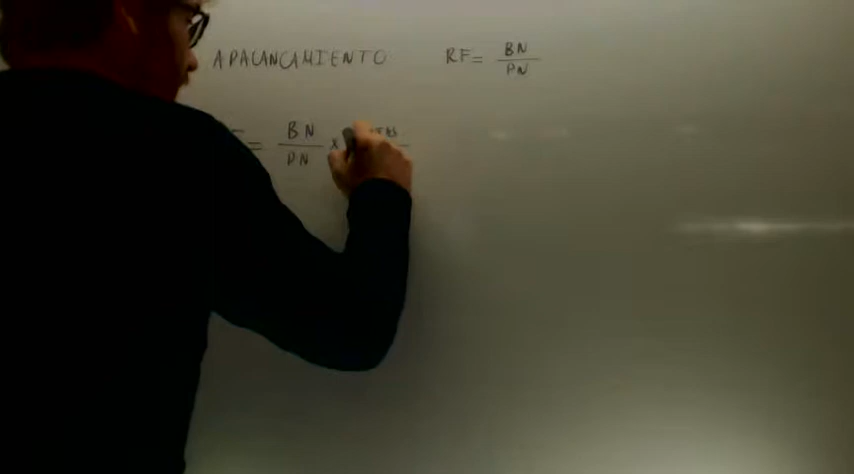 APALANCAMIENTO RF = BN / PN
= BN / PN x